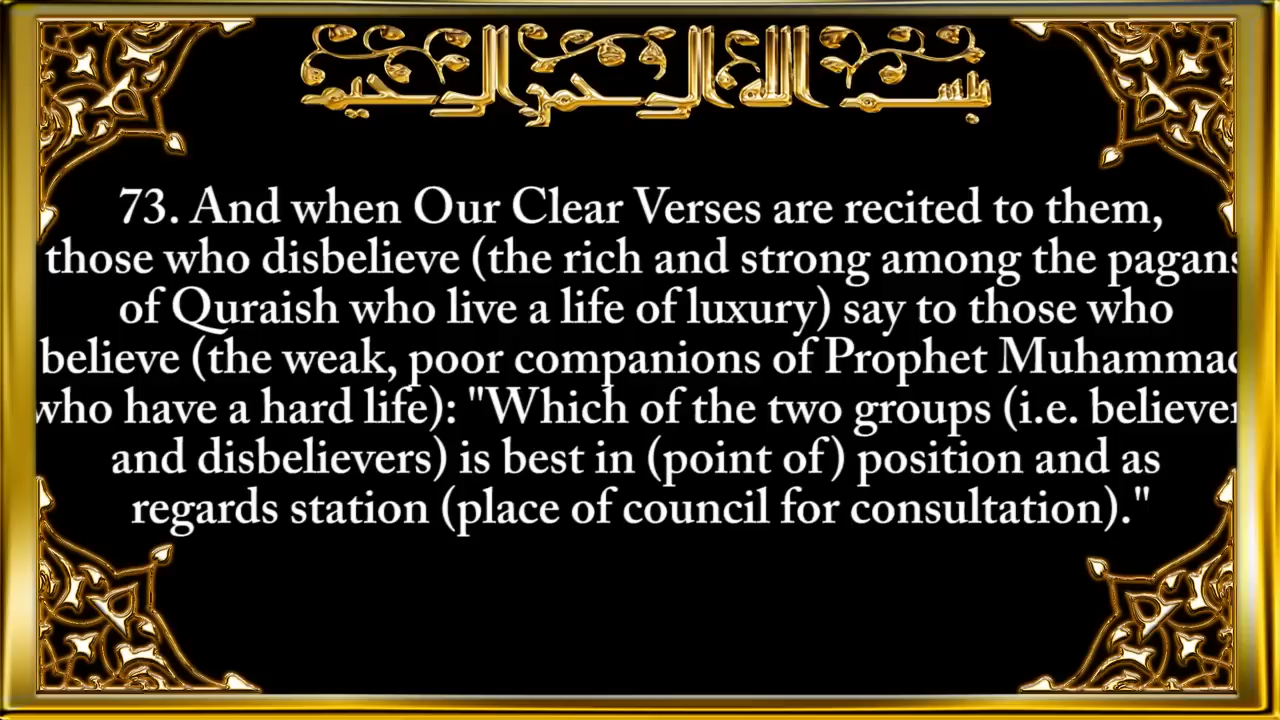 بسم الله الرحمن الرحيم
73. And when Our Clear Verses are recited to them,
those who disbelieve (the rich and strong among the pagans
of Quraish who live a life of luxury) say to those who
believe (the weak, poor companions of Prophet Muhammad
who have a hard life): "Which of the two groups (i.e. believer
and disbelievers) is best in (point of) position and as
regards station (place of council for consultation)."